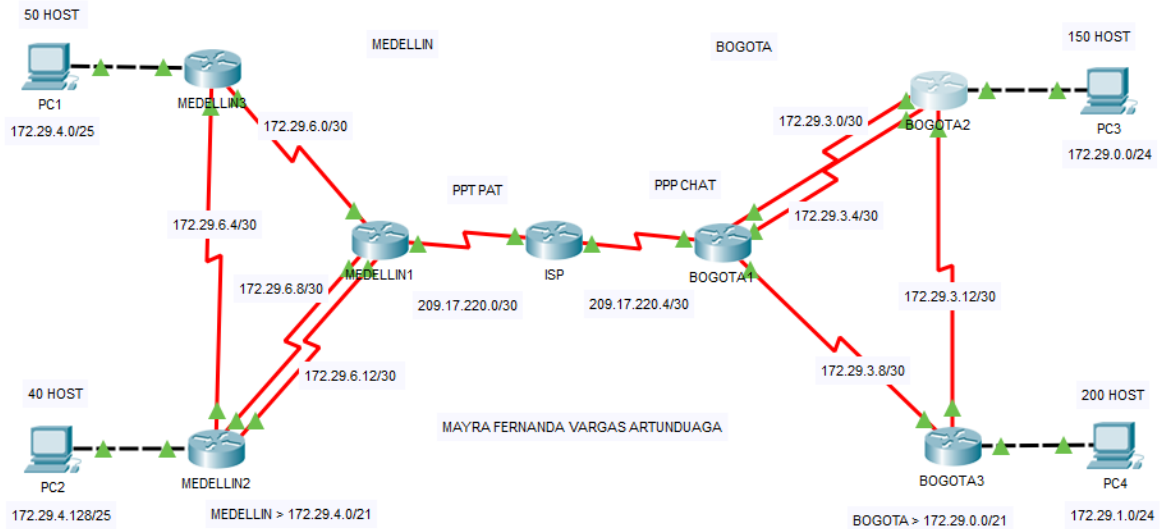 50 HOST
MEDELLIN
BOGOTA
150 HOST
PC1
MEDELLIN3
172.29.4.0/25
172.29.6.0/30
172.29.3.0/30
BOGOTA2
PC3
172.29.0.0/24
PPT PAT
PPP CHAT
172.29.3.4/30
172.29.6.4/30
MEDELLIN1
ISP
BOGOTA1
172.29.6.8/30
209.17.220.0/30
209.17.220.4/30
172.29.3.12/30
172.29.6.12/30
172.29.3.8/30
40 HOST
200 HOST
MAYRA FERNANDA VARGAS ARTUNDUAGA
PC2
MEDELLIN2
BOGOTA3
PC4
172.29.4.128/25
MEDELLIN > 172.29.4.0/21
BOGOTA > 172.29.0.0/21
172.29.1.0/24